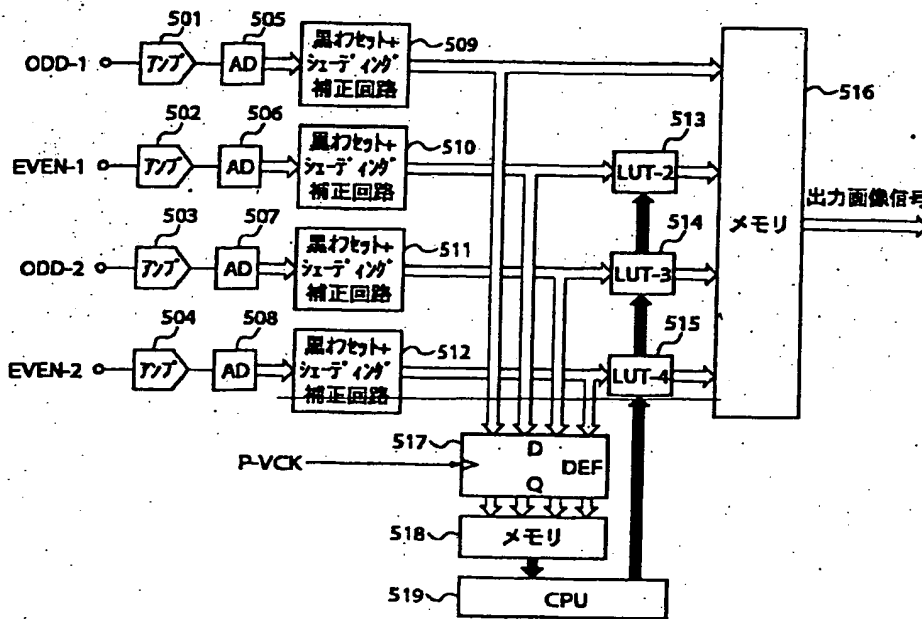 501
505
黒オフセット+
シェーディング
補正回路
509
ODD-1
アンプ
AD
516
502
506
黒オフセット+
シェーディング
補正回路
510
513
EVEN-1
アンプ
AD
LUT-2
メモリ
出力画像信号
503
507
黒オフセット+
シェーディング
補正回路
511
514
ODD-2
アンプ
AD
LUT-3
504
508
黒オフセット+
シェーディング
補正回路
512
515
EVEN-2
アンプ
AD
LUT-4
517
D
DEF
Q
P-VCK
518
メモリ
519
CPU